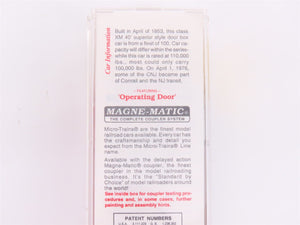 Car Information
Built in April of 1953, this class
XM 40' superior style door box
car is from a fleet of 100. Car ca-
pacity will differ within this class
while this car is rated at 110,000
lbs. most could only carry
100,000 lbs. On April 1, 1976,
some of the CNJ became part
of Conrail and the NJ transit.
FEATURING
'Operating Door'
MAGNE-MATIC®
THE COMPLETE COUPLER SYSTEM
Micro-Trains® are the finest model
railroad cars available. Every car has
the craftsmanship and detail you
expect in the Micro-Trains® Line
name.
Available with the delayed action
Magne-Matic® coupler, the finest
coupler in the model railroading
business. It's the "Standard by
Choice" of model railroaders around
the world!
See inside box for coupler testing pro-
cedures and, in some cases, further
painting and assembly hints.
PATENT NUMBERS